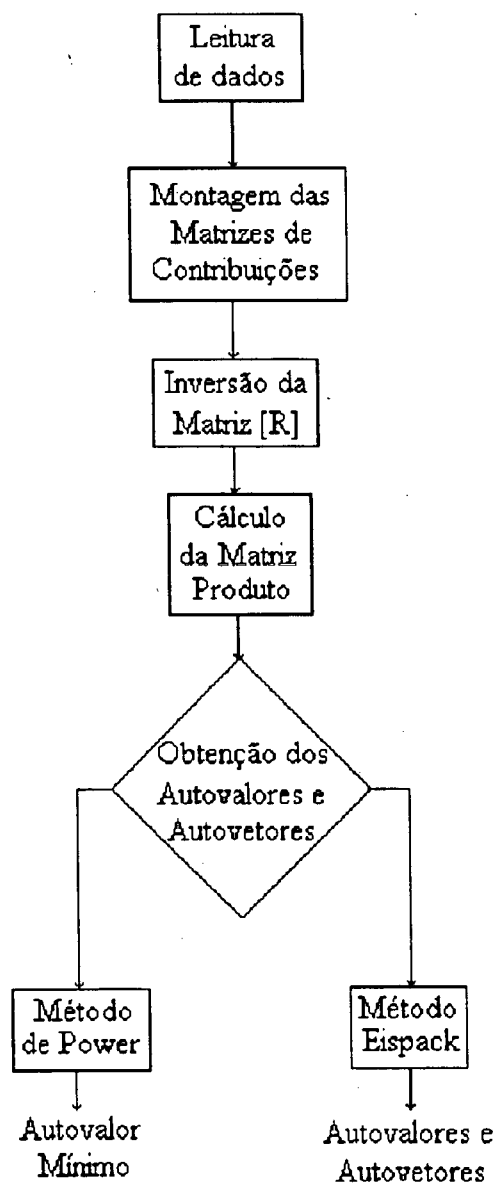 Leitura
de dados
Montagem das
Matrizes de
Contribuições
Inversão da
Matriz [R]
Cálculo
da Matriz
Produto
Obtenção dos
Autovalores e
Autovetores
Método
de Power
Método
Eispack
Autovalor
Mínimo
Autovalores e
Autovetores